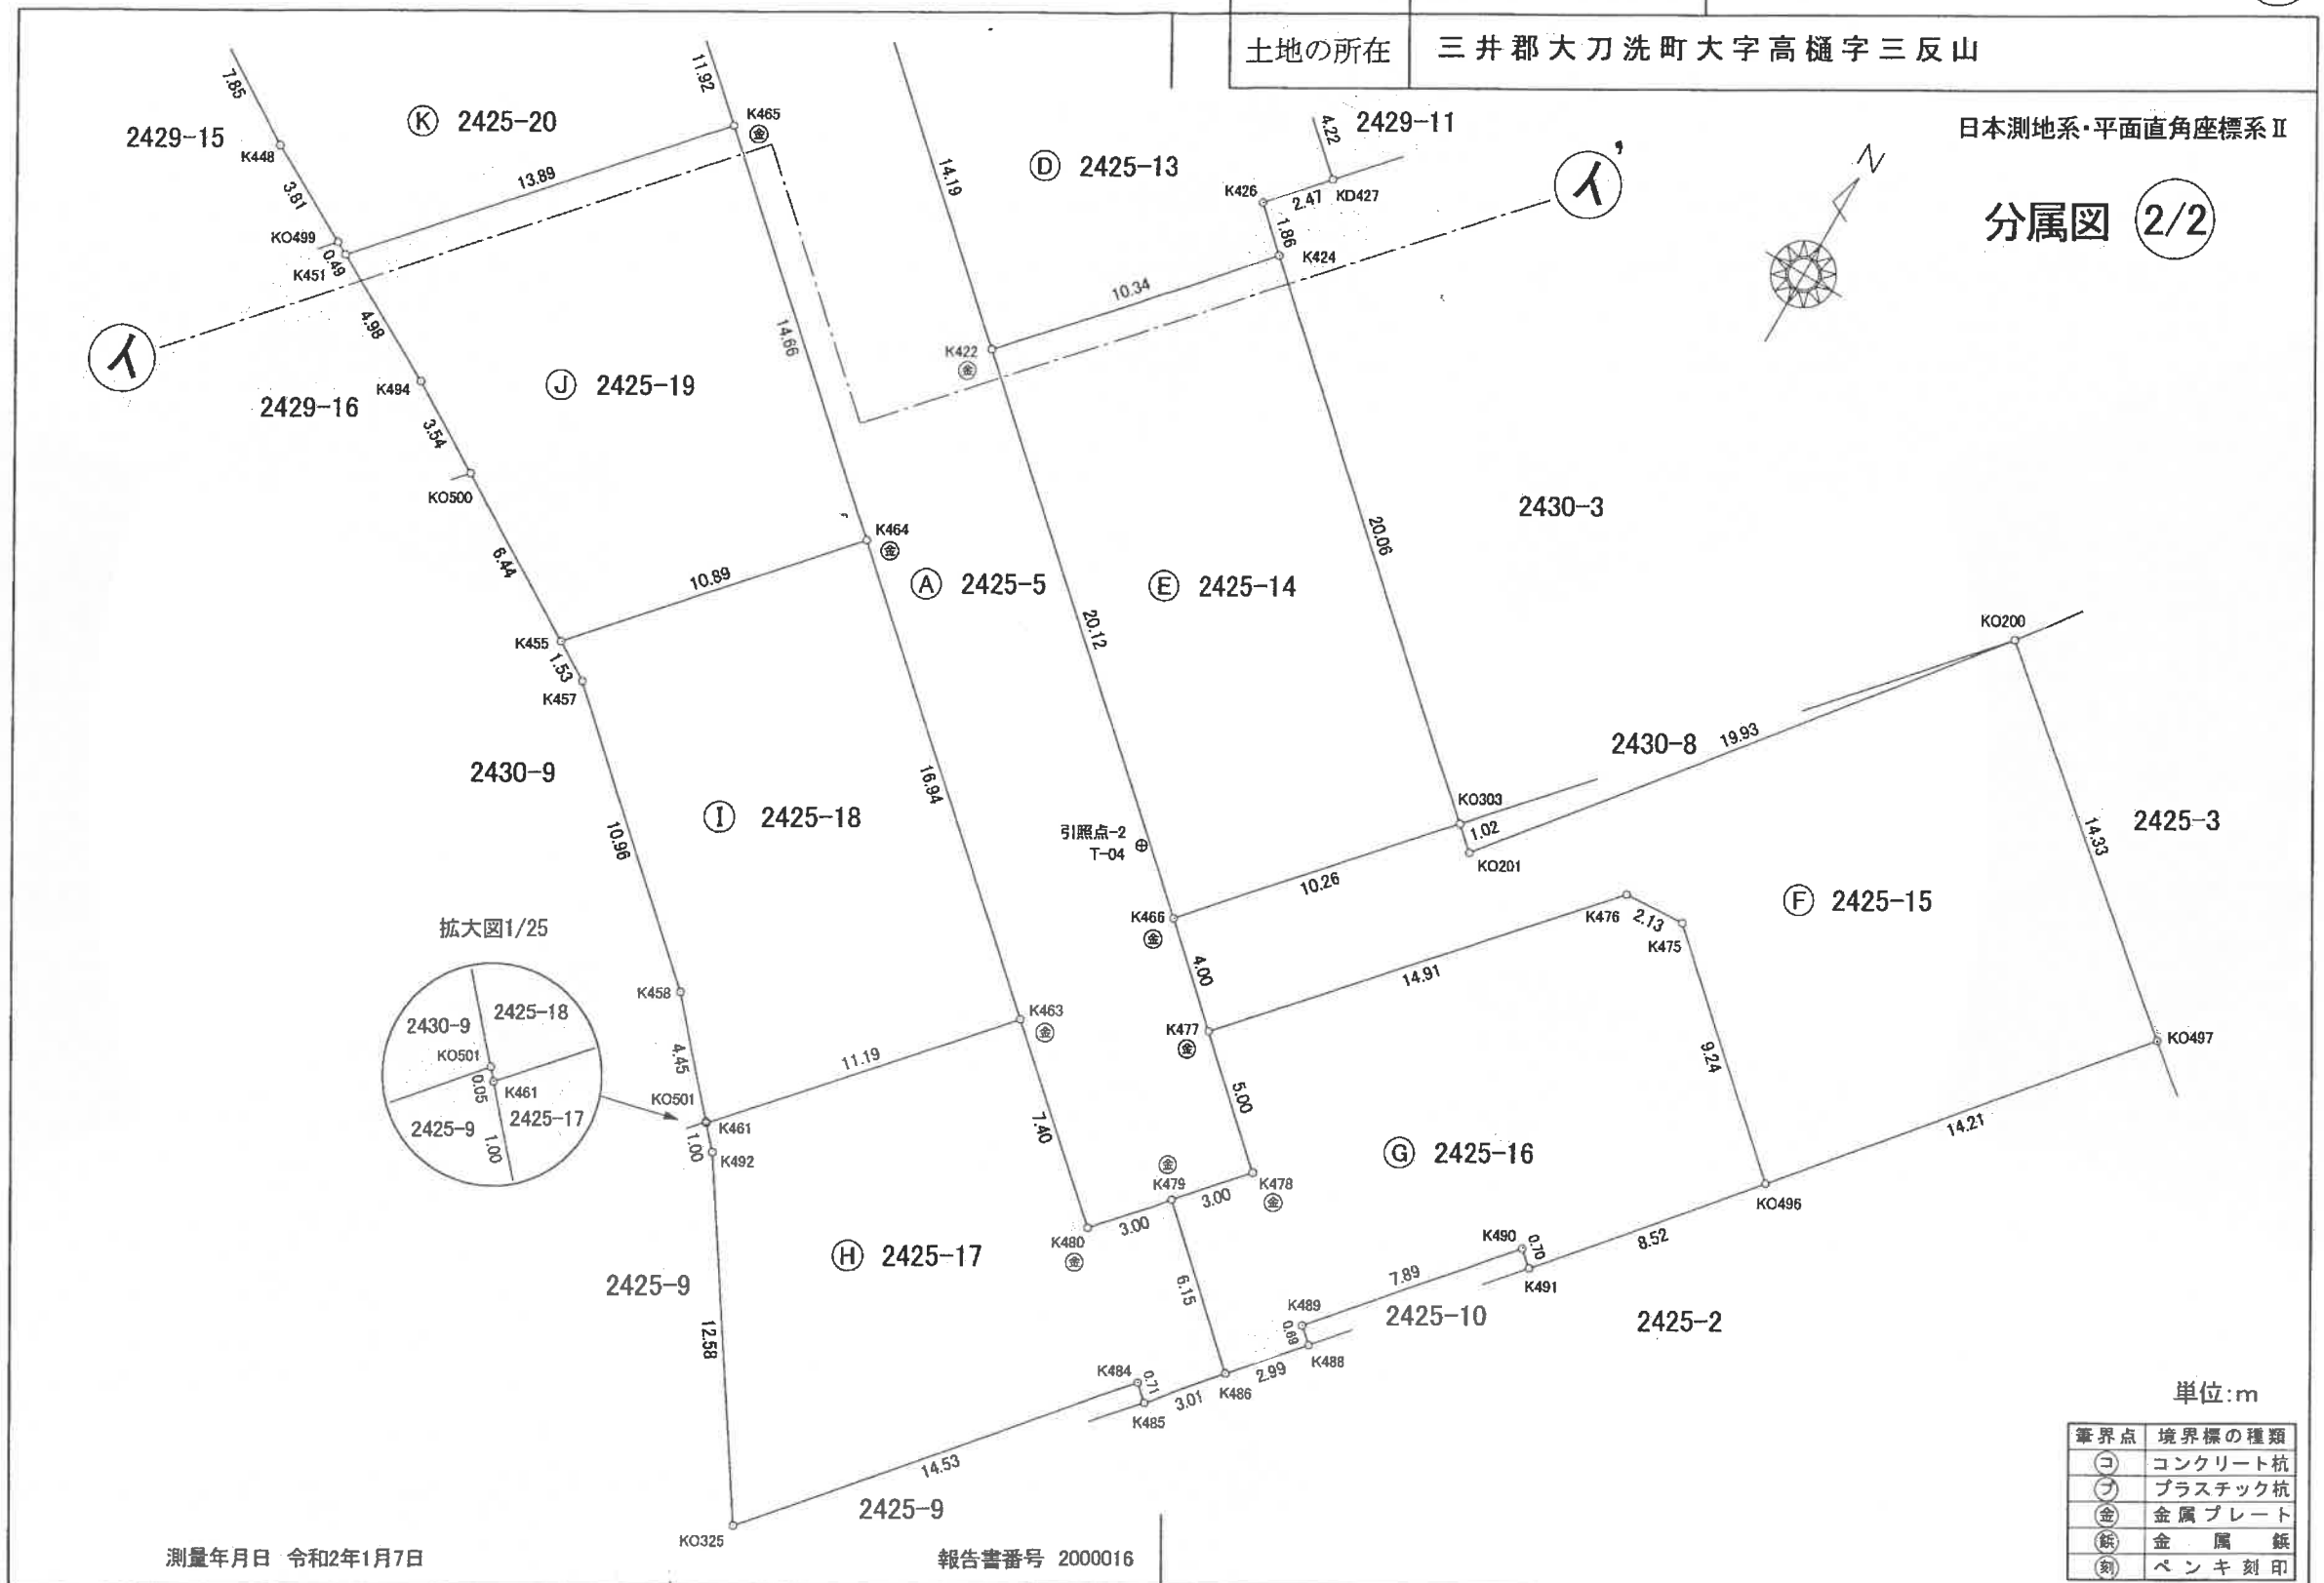 土地の所在 三井郡大刀洗町大字高樋字三反山
日本測地系・平面直角座標系Ⅱ
分属図 2/2
N
7.85
2429-15
K448
Ⓚ 2425-20
11.92
K465
金
13.89
3.81
KO499
0.49
K451
イ
4.98
K494
2429-16
3.54
KO500
Ⓙ 2425-19
14.66
14.19
Ⓓ 2425-13
4.22
2429-11
K426
2.47
KD427
1.86
K424
イ'
10.34
K422
金
6.44
K464
金
10.89
K455
1.53
K457
Ⓐ 2425-5
Ⓔ 2425-14
20.12
20.06
2430-3
KO200
2430-8
19.93
2430-9
10.96
Ⓘ 2425-18
16.94
引照点-2
T-04
KO303
1.02
KO201
10.26
K466
金
14.33
2425-3
K476
2.13
K475
Ⓕ 2425-15
4.00
14.91
K477
金
9.24
KO497
拡大図1/25
2430-9
2425-18
KO501
0.05
K461
2425-9
2425-17
1.00
K458
4.45
KO501
K461
1.00
K492
11.19
K463
金
7.40
5.00
金
K479
3.00
K478
金
3.00
K480
金
Ⓖ 2425-16
14.21
KO496
8.52
K490
0.70
K491
7.89
2425-10
2425-2
K489
0.69
K488
2425-9
Ⓗ 2425-17
6.15
12.58
K484
0.71
K485
3.01
K486
2.99
14.53
2425-9
KO325
単位:m
筆界点 境界標の種類
コ コンクリート杭
プ プラスチック杭
金 金属プレート
鋲 金属鋲
刻 ペンキ刻印
測量年月日 令和2年1月7日
報告書番号 2000016